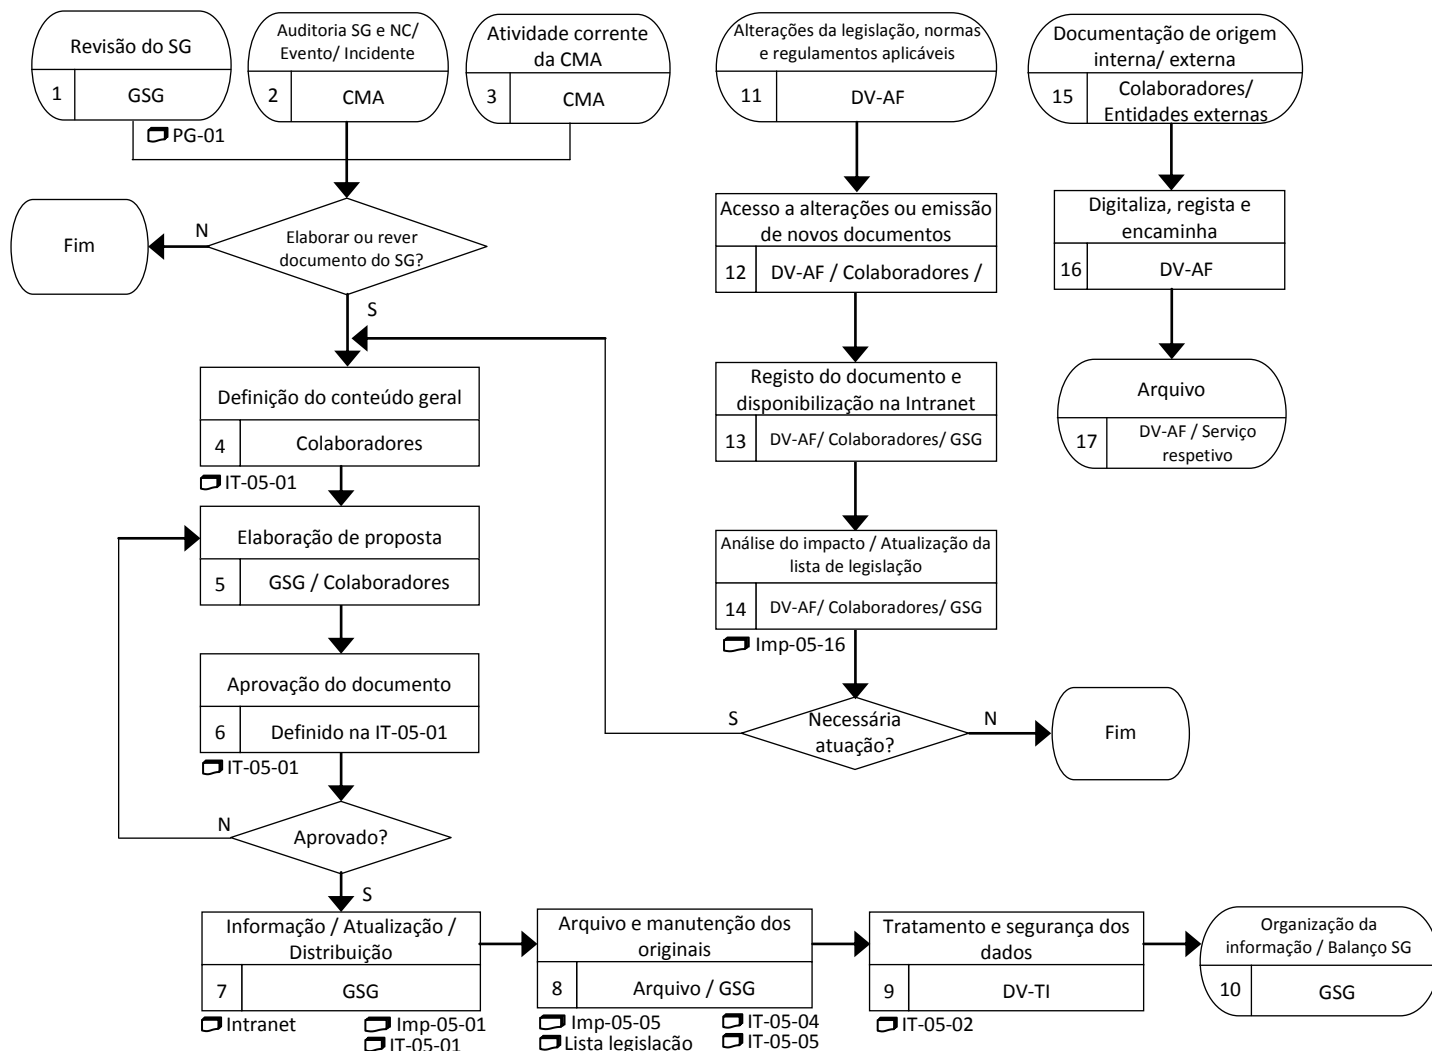 Revisão do SG
1
GSG
PG-01
Auditoria SG e NC/
Evento/ Incidente
2
CMA
Atividade corrente
da CMA
3
CMA
Elaborar ou rever
documento do SG?
N
Fim
S
Definição do conteúdo geral
4
Colaboradores
IT-05-01
Elaboração de proposta
5
GSG / Colaboradores
Aprovação do documento
6
Definido na IT-05-01
IT-05-01
Aprovado?
N
S
Informação / Atualização /
Distribuição
7
GSG
Intranet
Imp-05-01
IT-05-01
Arquivo e manutenção dos
originais
8
Arquivo / GSG
Imp-05-05
IT-05-04
Lista legislação
IT-05-05
Tratamento e segurança dos
dados
9
DV-TI
IT-05-02
Organização da
informação / Balanço SG
10
GSG
Alterações da legislação, normas
e regulamentos aplicáveis
11
DV-AF
Acesso a alterações ou emissão
de novos documentos
12
DV-AF / Colaboradores /
Registo do documento e
disponibilização na Intranet
13
DV-AF/ Colaboradores/ GSG
Análise do impacto / Atualização da
lista de legislação
14
DV-AF/ Colaboradores/ GSG
Imp-05-16
Necessária
atuação?
S
N
Fim
Documentação de origem
interna/ externa
15
Colaboradores/
Entidades externas
Digitaliza, regista e
encaminha
16
DV-AF
Arquivo
17
DV-AF / Serviço
respetivo